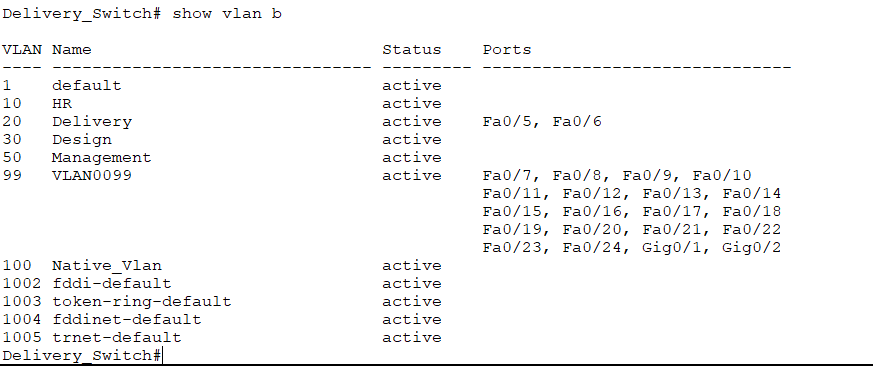 Delivery_Switch# show vlan b
VLAN Name                             Status    Ports
---- -------------------------------- --------- -------------------------------
1    default                          active
10   HR                               active
20   Delivery                         active    Fa0/5, Fa0/6
30   Design                           active
50   Management                       active
99   VLAN0099                         active    Fa0/7, Fa0/8, Fa0/9, Fa0/10
                                                Fa0/11, Fa0/12, Fa0/13, Fa0/14
                                                Fa0/15, Fa0/16, Fa0/17, Fa0/18
                                                Fa0/19, Fa0/20, Fa0/21, Fa0/22
                                                Fa0/23, Fa0/24, Gig0/1, Gig0/2
100  Native_Vlan                      active
1002 fddi-default                     active
1003 token-ring-default               active
1004 fddinet-default                  active
1005 trnet-default                    active
Delivery_Switch#